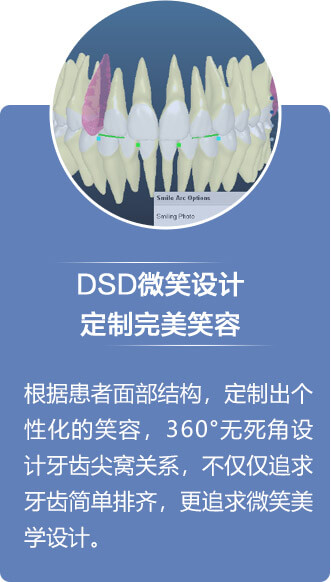 Smile Arc Options
Smiling Photo
DSD微笑设计
定制完美笑容
根据患者面部结构，定制出个
性化的笑容，360°无死角设
计牙齿尖窝关系，不仅仅追求
牙齿简单排齐，更追求微笑美
学设计。